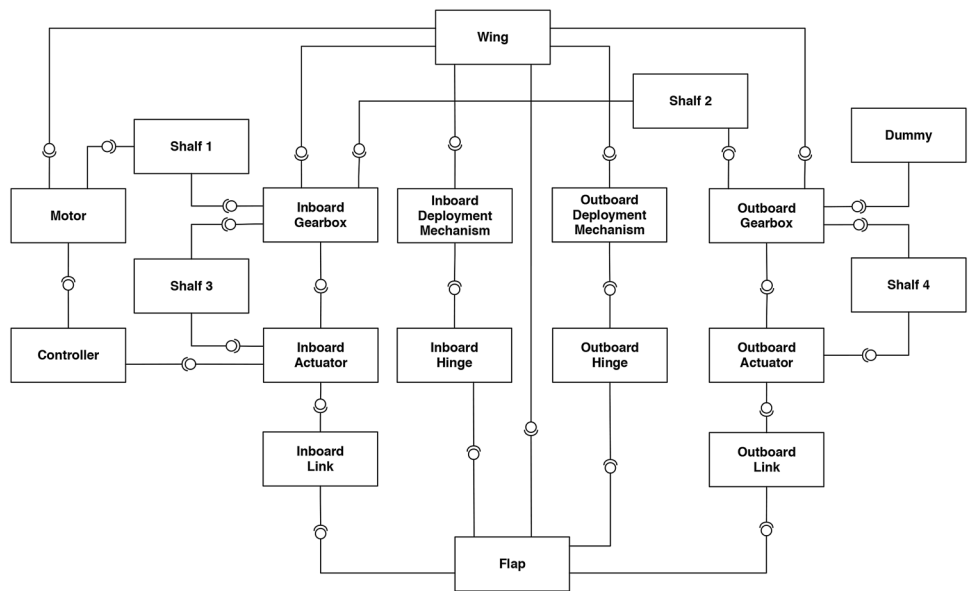 Wing
Shalf 2
Dummy
Shalf 1
Motor
Inboard
Gearbox
Inboard
Deployment
Mechanism
Outboard
Deployment
Mechanism
Outboard
Gearbox
Shalf 3
Shalf 4
Controller
Inboard
Actuator
Inboard
Hinge
Outboard
Hinge
Outboard
Actuator
Inboard
Link
Outboard
Link
Flap